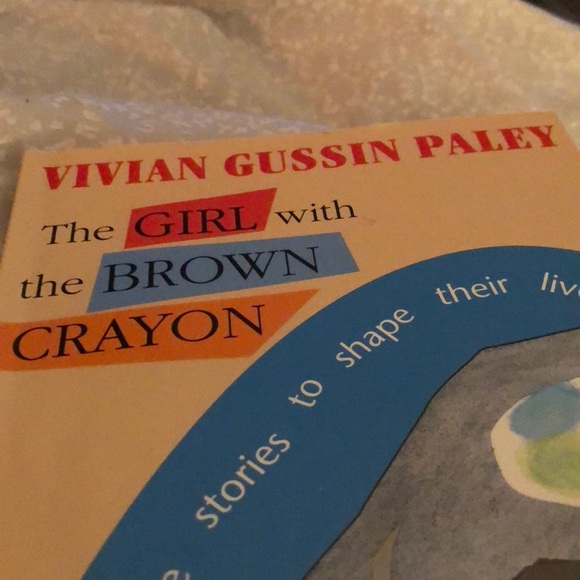 VIVIAN GUSSIN PALEY
The GIRL with
the BROWN
CRAYON
stories to shape their